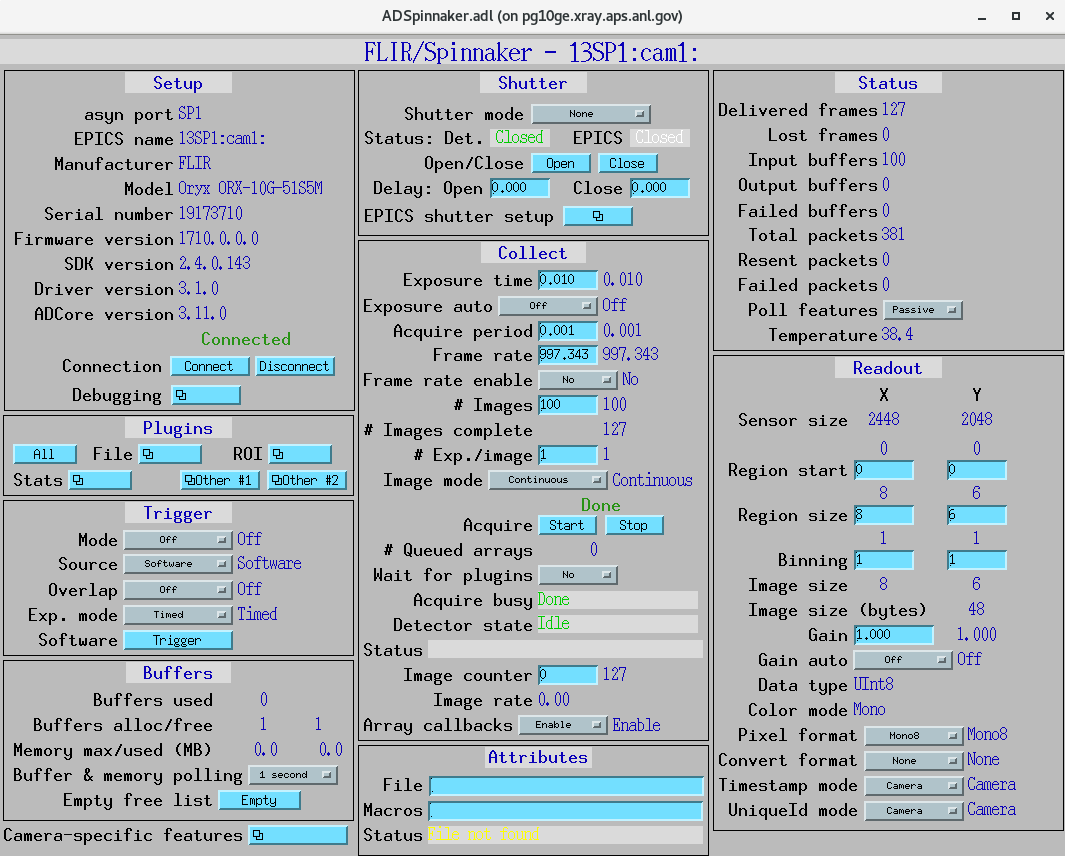 ADSpinnaker.adl (on pg10ge.xray.aps.anl.gov)
FLIR/Spinnaker - 13SP1:cam1:
Setup
asyn port SP1
EPICS name 13SP1:cam1:
Manufacturer FLIR
Model Oryx ORX-10G-51S5M
Serial number 19173710
Firmware version 1710.0.0.0
SDK version 2.4.0.143
Driver version 3.1.0
ADCore version 3.11.0
Connected
Connection Connect Disconnect
Debugging
Plugins
All File ROI
Stats Other #1 Other #2
Trigger
Mode Off Off
Source Software Software
Overlap Off Off
Exp. mode Timed Timed
Software Trigger
Buffers
Buffers used 0
Buffers alloc/free 1 1
Memory max/used (MB) 0.0 0.0
Buffer & memory polling 1 second
Empty free list Empty
Camera-specific features
Shutter
Shutter mode None
Status: Det. Closed EPICS Closed
Open/Close Open Close
Delay: Open 0.000 Close 0.000
EPICS shutter setup
Collect
Exposure time 0.010 0.010
Exposure auto Off Off
Acquire period 0.001 0.001
Frame rate 997.343 997.343
Frame rate enable No No
# Images 100 100
# Images complete 127
# Exp./image 1 1
Image mode Continuous Continuous
Done
Acquire Start Stop
# Queued arrays 0
Wait for plugins No
Acquire busy Done
Detector state Idle
Status
Image counter 0 127
Image rate 0.00
Array callbacks Enable Enable
Attributes
File
Macros
Status File not found
Status
Delivered frames 127
Lost frames 0
Input buffers 100
Output buffers 0
Failed buffers 0
Total packets 381
Resent packets 0
Failed packets 0
Poll features Passive
Temperature 38.4
Readout
X Y
Sensor size 2448 2048
0 0
Region start 0 0
8 6
Region size 8 6
1 1
Binning 1 1
Image size 8 6
Image size (bytes) 48
Gain 1.000 1.000
Gain auto Off Off
Data type UInt8
Color mode Mono
Pixel format Mono8 Mono8
Convert format None None
Timestamp mode Camera Camera
UniqueId mode Camera Camera